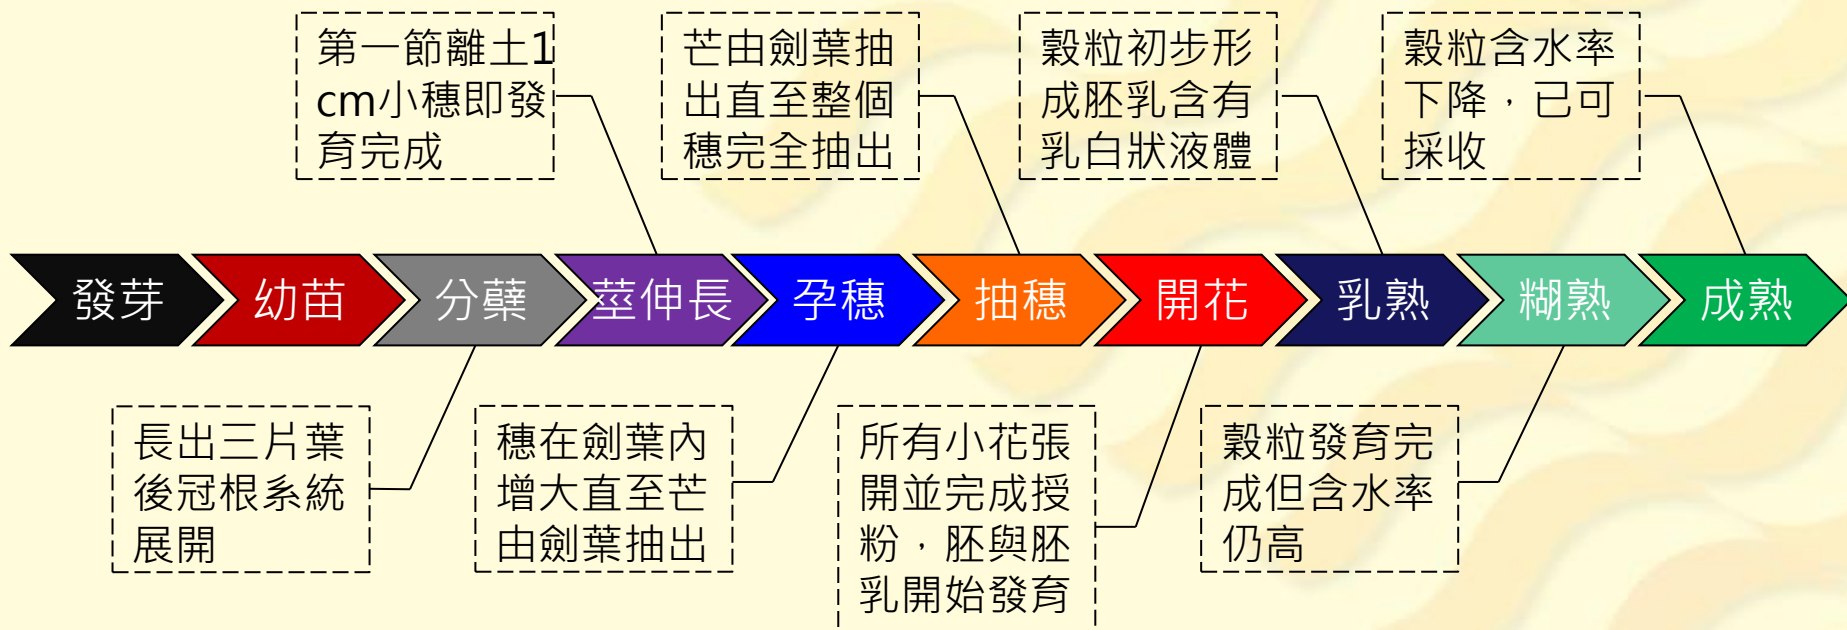 第一節離土1
cm小穗即發
育完成
芒由劍葉抽
出直至整個
穗完全抽出
穀粒初步形
成胚乳含有
乳白狀液體
穀粒含水率
下降，已可
採收
發芽
幼苗
分蘗
莖伸長
孕穗
抽穗
開花
乳熟
糊熟
成熟
長出三片葉
後冠根系統
展開
穗在劍葉內
增大直至芒
由劍葉抽出
所有小花張
開並完成授
粉，胚與胚
乳開始發育
穀粒發育完
成但含水率
仍高